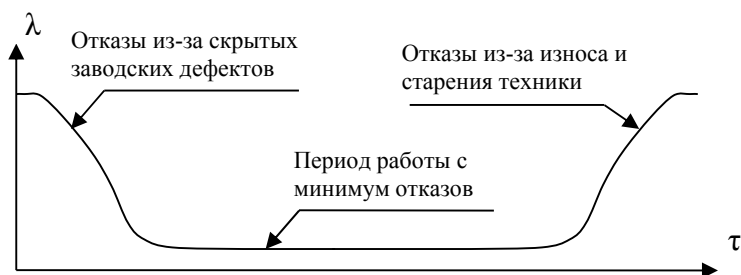 λ
Отказы из-за скрытых
заводских дефектов
Отказы из-за износа и
старения техники
Период работы с
минимум отказов
τ